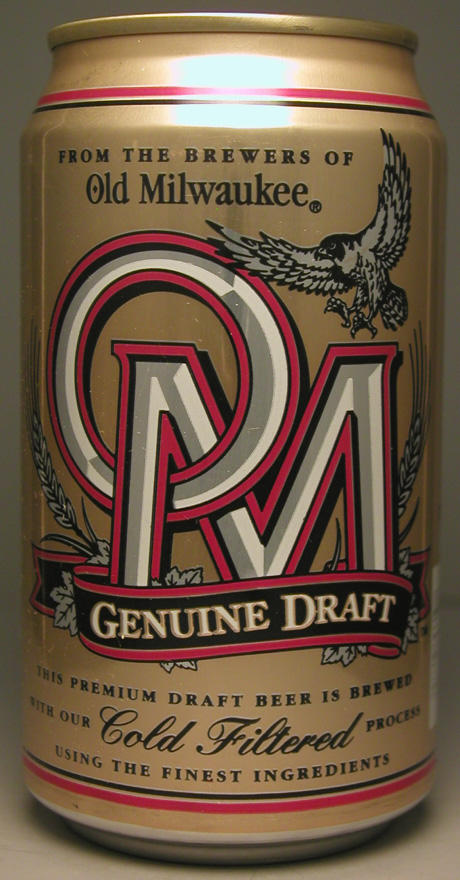 FROM THE BREWERS OF
Old Milwaukee®
OM
GENUINE DRAFT
THIS PREMIUM DRAFT BEER IS BREWED
WITH OUR Cold Filtered PROCESS
USING THE FINEST INGREDIENTS